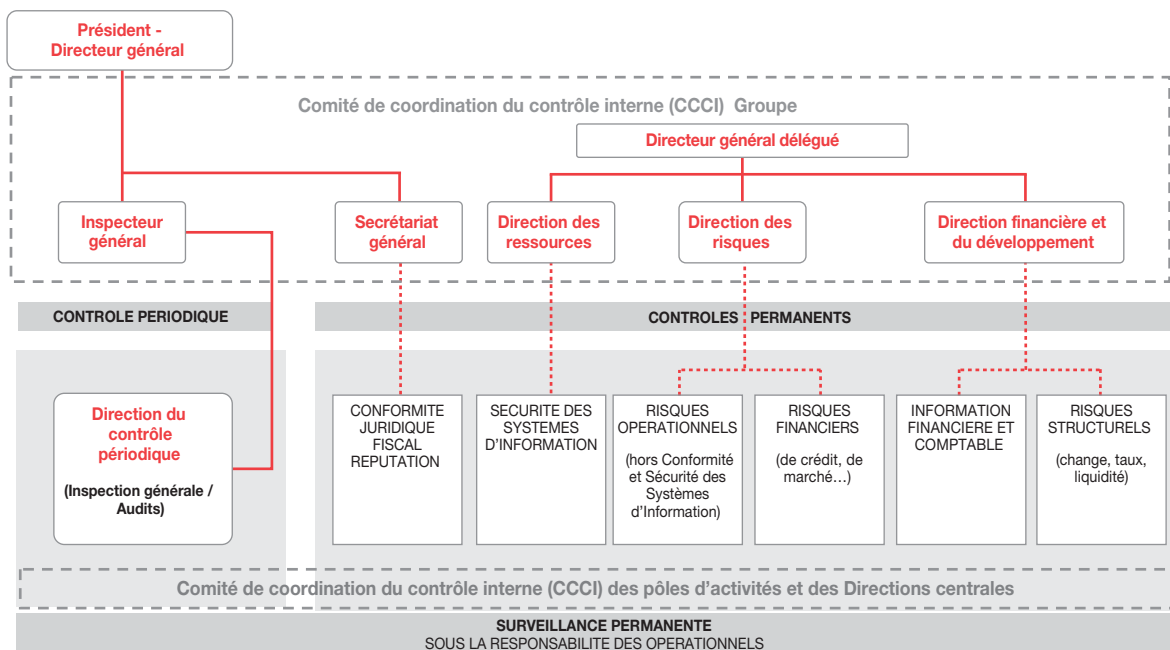 Président -
Directeur général
Comité de coordination du contrôle interne (CCCI) Groupe
Directeur général délégué
Inspecteur
général
Secrétariat
général
Direction des
ressources
Direction des
risques
Direction financière et
du développement
CONTROLE PERIODIQUE
CONTROLES PERMANENTS
Direction du
contrôle
périodique
(Inspection générale /
Audits)
CONFORMITE
JURIDIQUE
FISCAL
REPUTATION
SECURITE DES
SYSTEMES
D'INFORMATION
RISQUES
OPERATIONNELS
(hors Conformité
et Sécurité des
Systèmes
d'Information)
RISQUES
FINANCIERS
(de crédit, de
marché...)
INFORMATION
FINANCIERE ET
COMPTABLE
RISQUES
STRUCTURELS
(change, taux,
liquidité)
Comité de coordination du contrôle interne (CCCI) des pôles d'activités et des Directions centrales
SURVEILLANCE PERMANENTE
SOUS LA RESPONSABILITE DES OPERATIONNELS